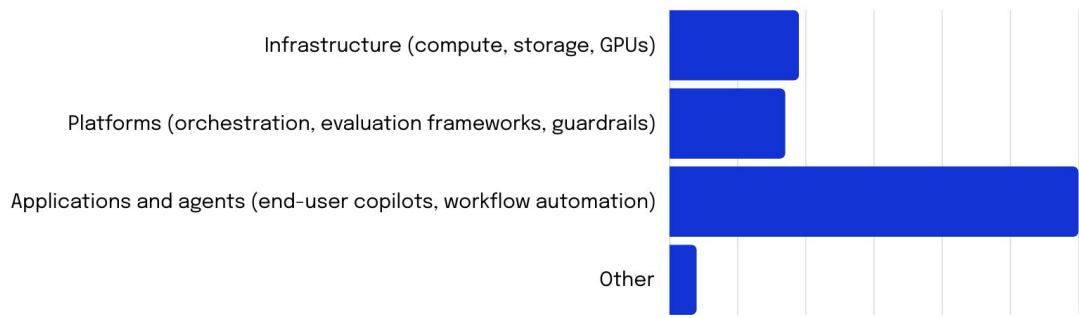 Infrastructure (compute, storage, GPUs)
Platforms (orchestration, evaluation frameworks, guardrails)
Applications and agents (end-user copilots, workflow automation)
Other